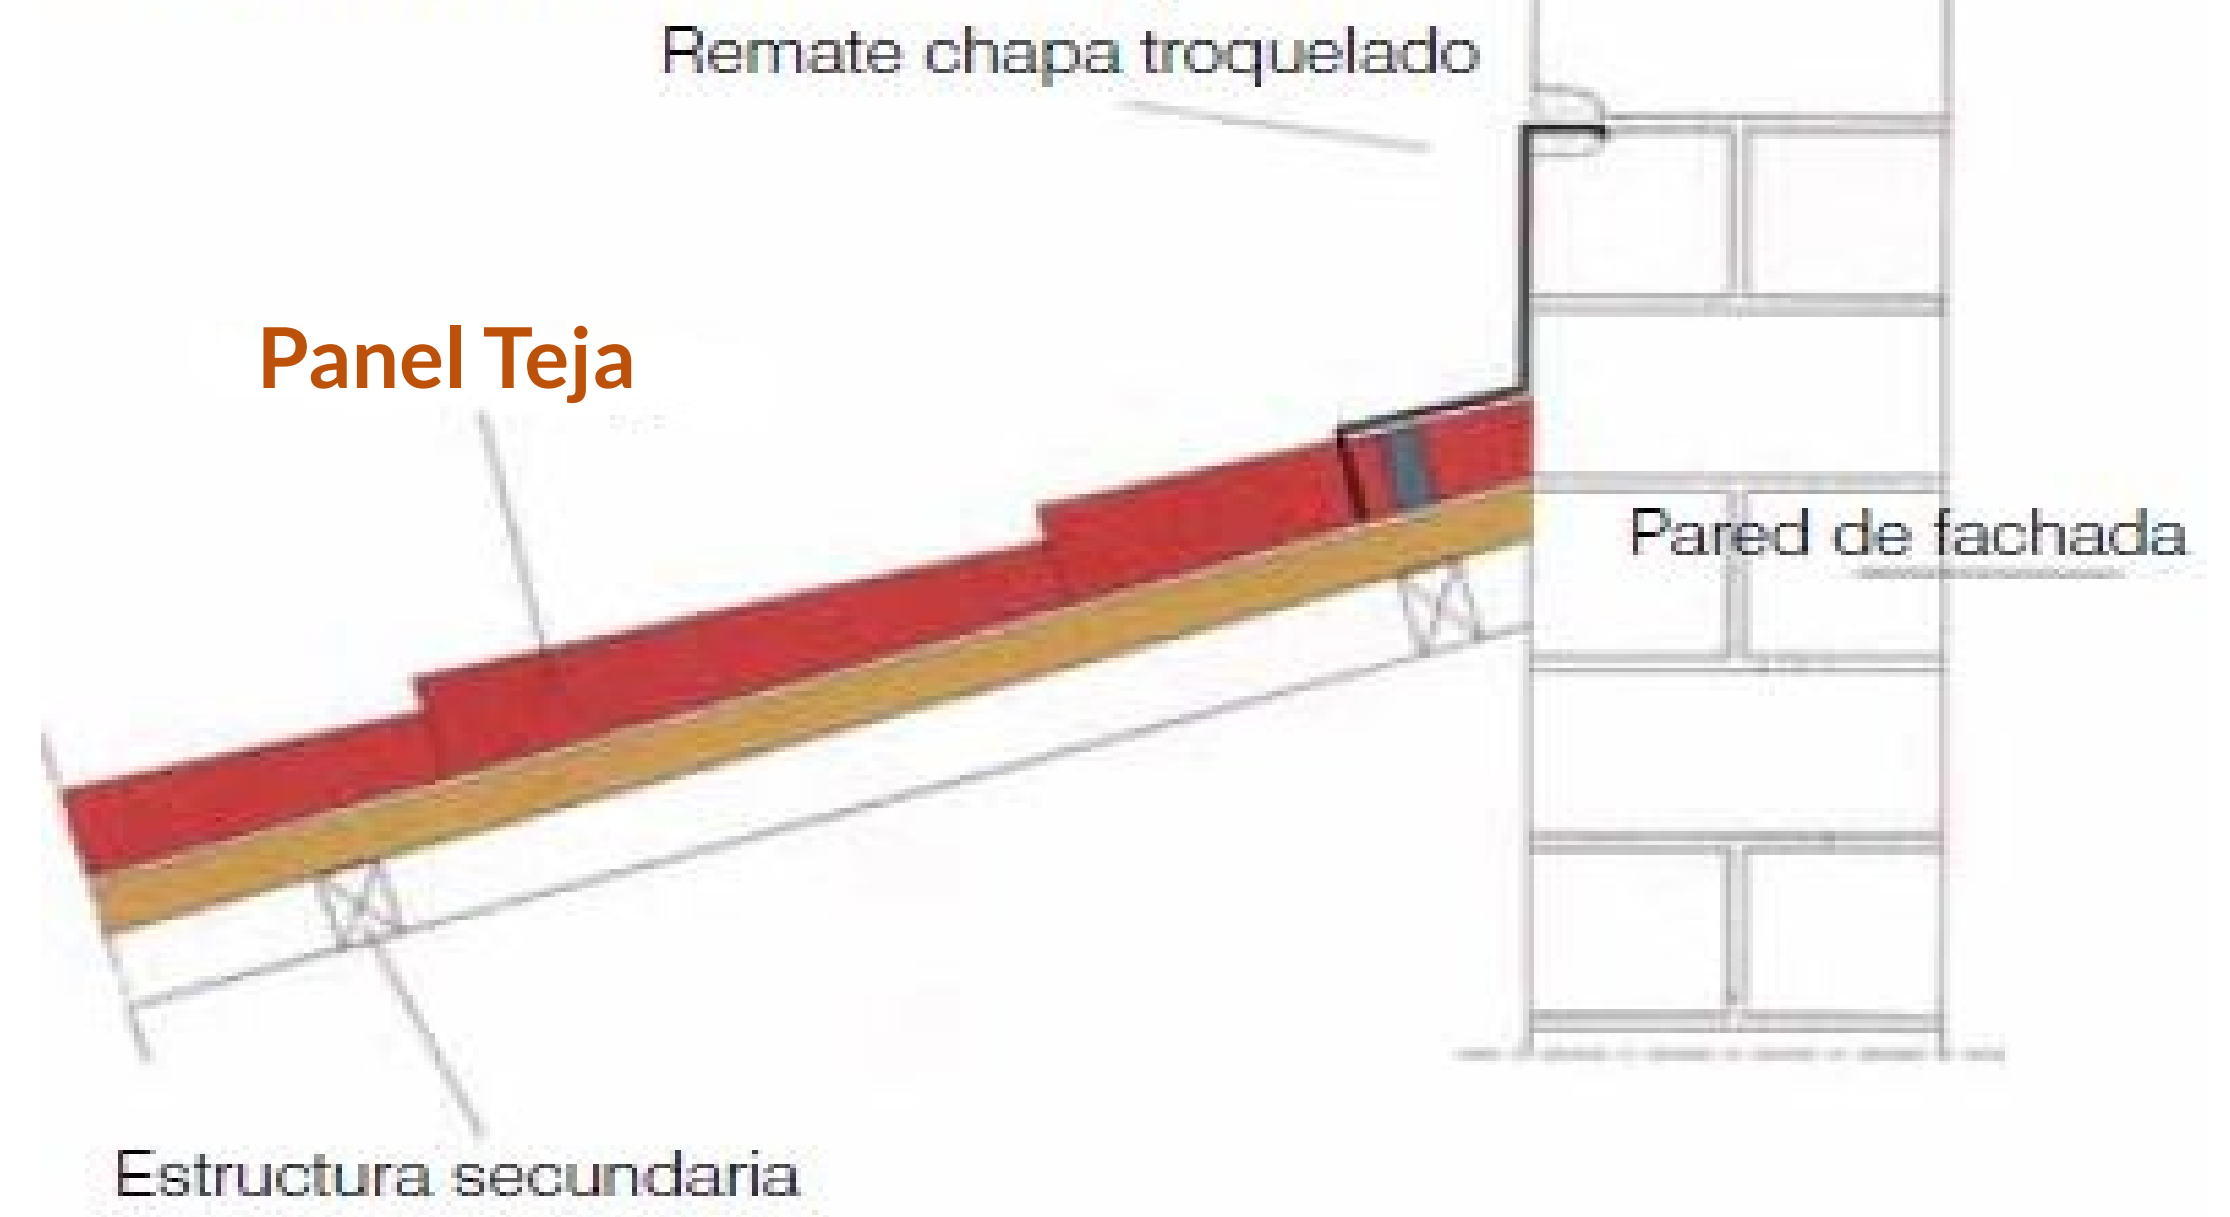 Remate chapa troquelado
Panel Teja
Pared de fachada
Estructura secundaria